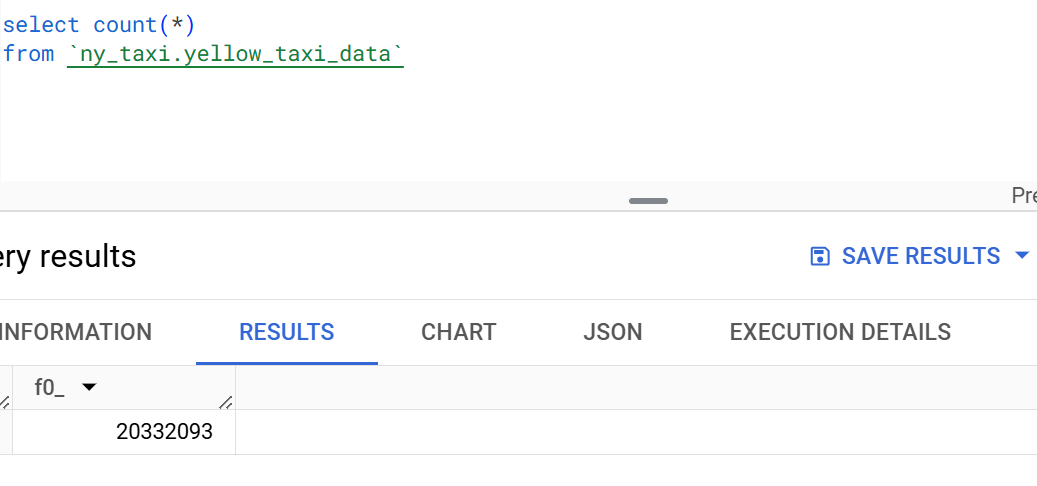 select count(*)
from `ny_taxi.yellow_taxi_data`
Pre
ery results
SAVE RESULTS
INFORMATION RESULTS CHART JSON EXECUTION DETAILS
f0_
20332093